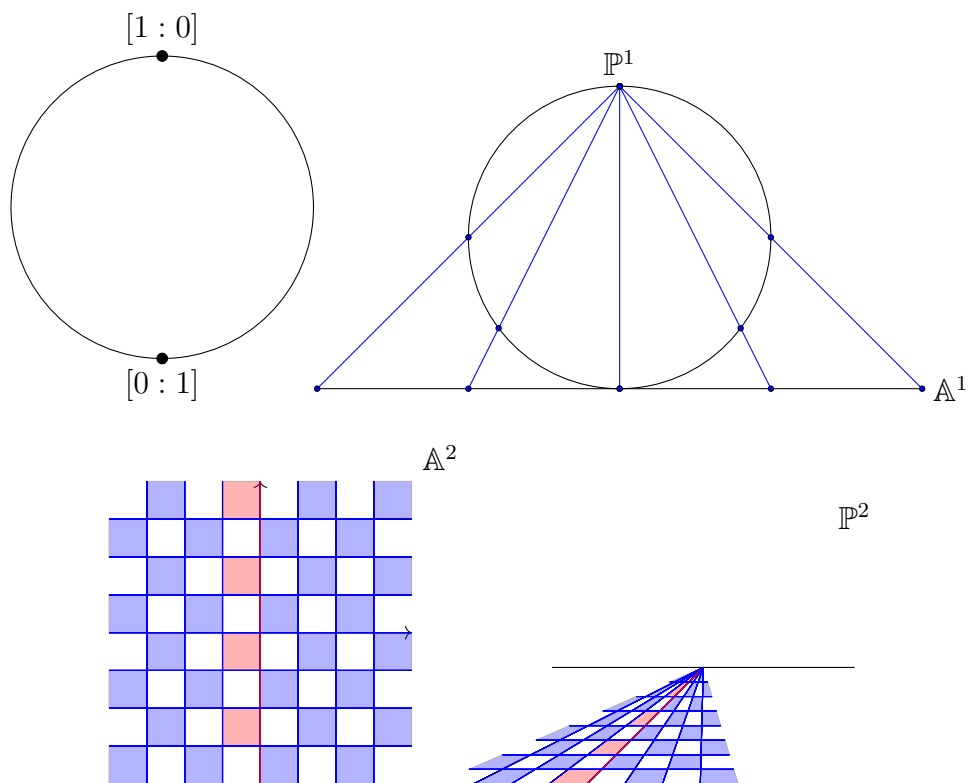 [1 : 0]
ℙ¹
[0 : 1]
𝔸¹
𝔸²
ℙ²